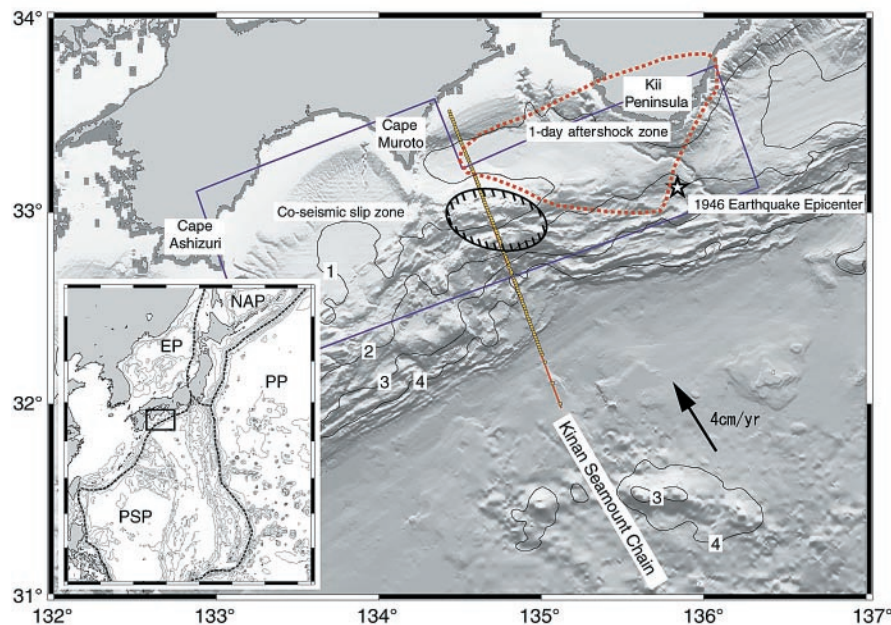 34°
33°
32°
31°
132°
133°
134°
135°
136°
137°
Kii
Peninsula
1-day aftershock zone
Cape
Muroto
1946 Earthquake Epicenter
Co-seismic slip zone
Cape
Ashizuri
1
2
3
4
4cm/yr
Kinan Seamount Chain
3
4
NAP
EP
PP
PSP